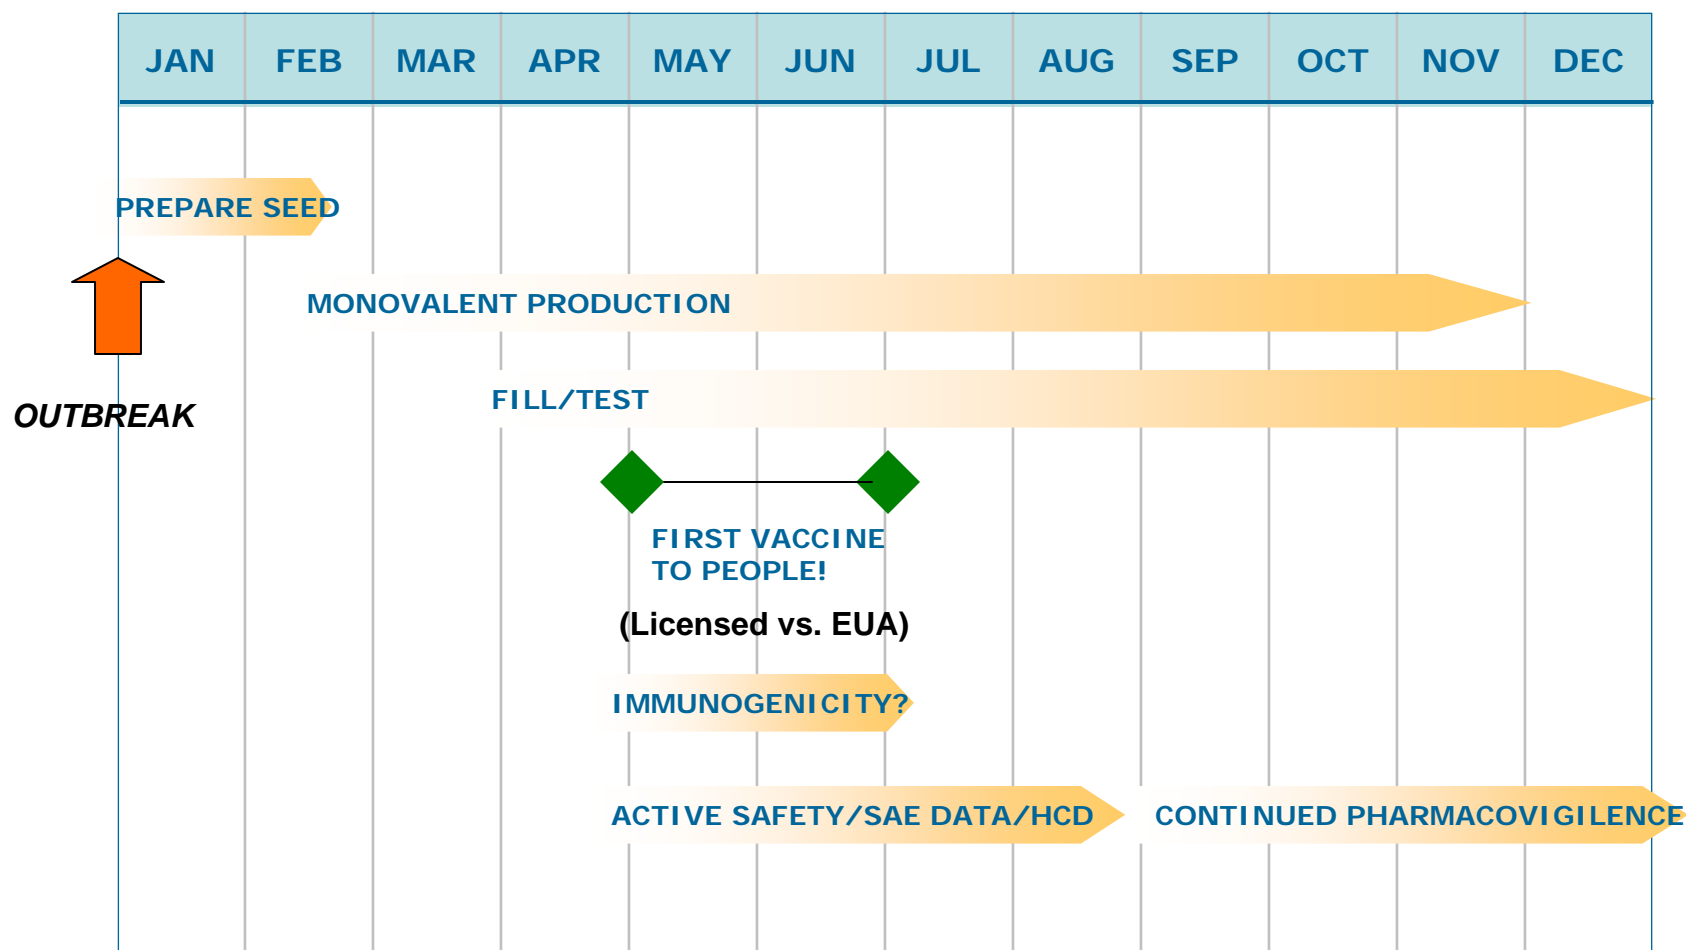 JAN FEB MAR APR MAY JUN JUL AUG SEP OCT NOV DEC
PREPARE SEED
MONOVALENT PRODUCTION
FILL/TEST
OUTBREAK
FIRST VACCINE
TO PEOPLE!
(Licensed vs. EUA)
IMMUNOGENICITY?
ACTIVE SAFETY/SAE DATA/HCD CONTINUED PHARMACOVIGILENCE